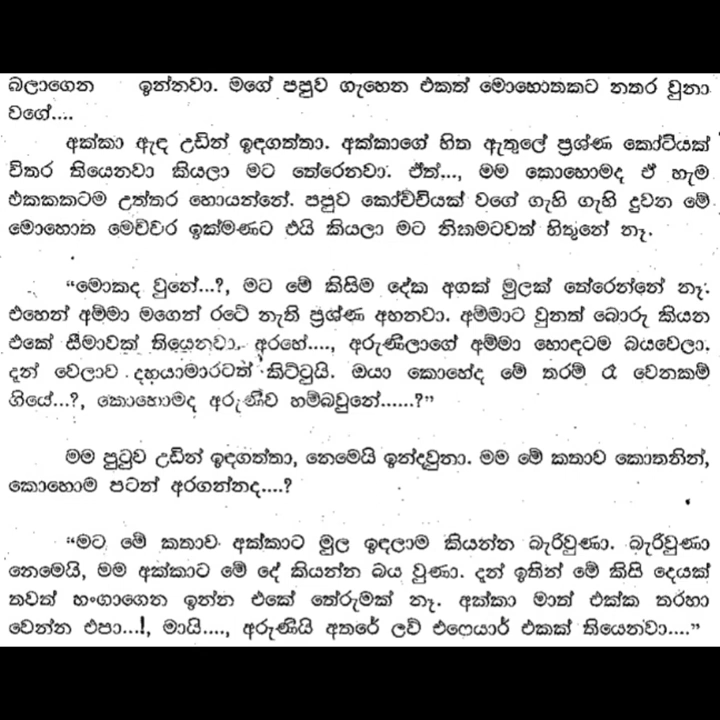 බලාගෙන ඉන්නවා. මගේ පපුව ගැහෙන එකත් මොහොතකට නතර වුනා
වගේ....
අක්කා ඇඳ උඩින් ඉඳගත්තා. අක්කාගේ හිත ඇතුලේ ප්‍රශ්ණ කෝටියක්
විතර තියෙනවා කියලා මට තේරෙනවා. ඒත්..., මම කොහොමද ඒ හැම
එකකකටම උත්තර හොයන්නේ. පපුව කෝච්චියක් වගේ ගැහි ගැහි දුවන මේ
මොහොත මෙච්චර ඉක්මණට එයි කියලා මට නිකමටවත් හිතුනේ නෑ.
“මොකද වුනේ...?, මට මේ කිසිම දේක අගක් මුලක් තේරෙන්නේ නෑ.
එහෙන් අම්මා මගෙන් රටේ නැති ප්‍රශ්ණ අහනවා. අම්මාට වුනත් බොරු කියන
එකේ සීමාවක් තියෙනවා. අරහේ...., අරුණිලාගේ අම්මා හොඳටම බයවෙලා.
දැන් වෙලාව දහයාමාරටත් කිට්ටුයි. ඔයා කොහේද මේ තරම් රෑ වෙනකම්
ගියේ...?, කොහොමද අරුණිව හම්බවුනේ......?”
මම පුටුව උඩින් ඉඳගත්තා, නෙමෙයි ඉන්දවුනා. මම මේ කතාව කොතනින්,
කොහොම පටන් අරගන්නද....?
“මට මේ කතාව අක්කාට මුල ඉඳලාම කියන්න බැරිවුණා. බැරිවුණා
නෙමෙයි, මම අක්කාට මේ දේ කියන්න බය වුණා. දැන් ඉතින් මේ කිසි දෙයක්
තවත් හංගාගෙන ඉන්න එකේ තේරුමක් නෑ. අක්කා මාත් එක්ක තරහා
වෙන්න එපා...!, මායි...., අරුණියි අතරේ ලව් එෆෙයාර් එකක් තියෙනවා....”